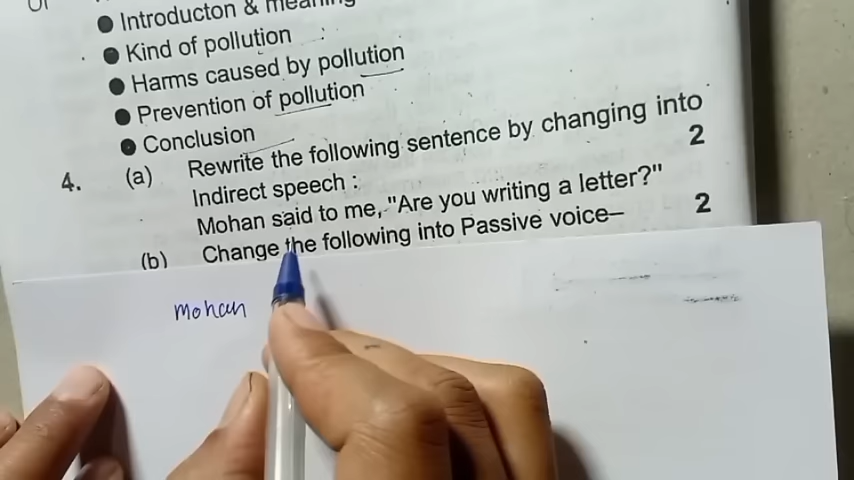 Introducton & meaning
Kind of pollution
Harms caused by pollution
Prevention of pollution
Conclusion
4. (a) Rewrite the following sentence by changing into
Indirect speech : 2
Mohan said to me, "Are you writing a letter?"
(b) Change the following into Passive voice– 2
Mohan